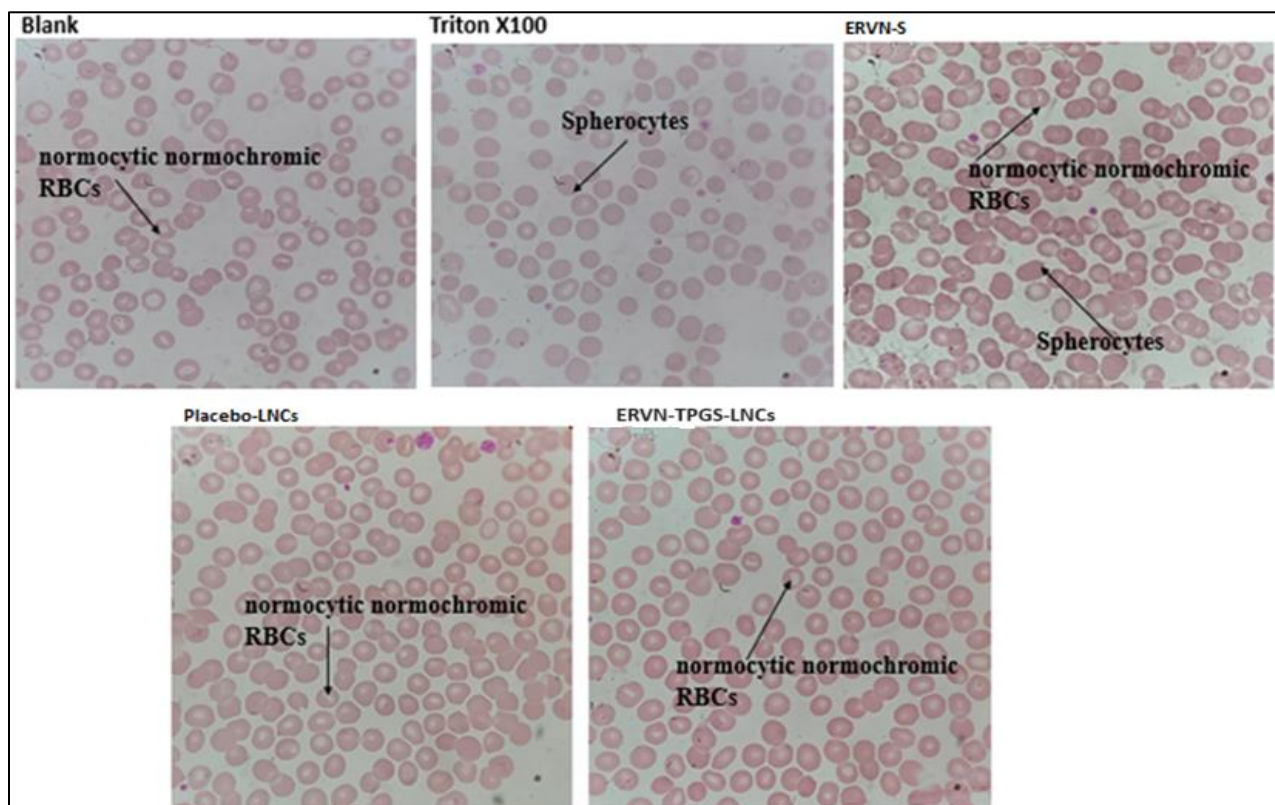 Blank
Triton X100
ERVN-S
normocytic normochromic
RBCs
Spherocytes
normocytic normochromic
RBCs
Spherocytes
Placebo-LNCs
ERVN-TPGS-LNCs
normocytic normochromic
RBCs
normocytic normochromic
RBCs